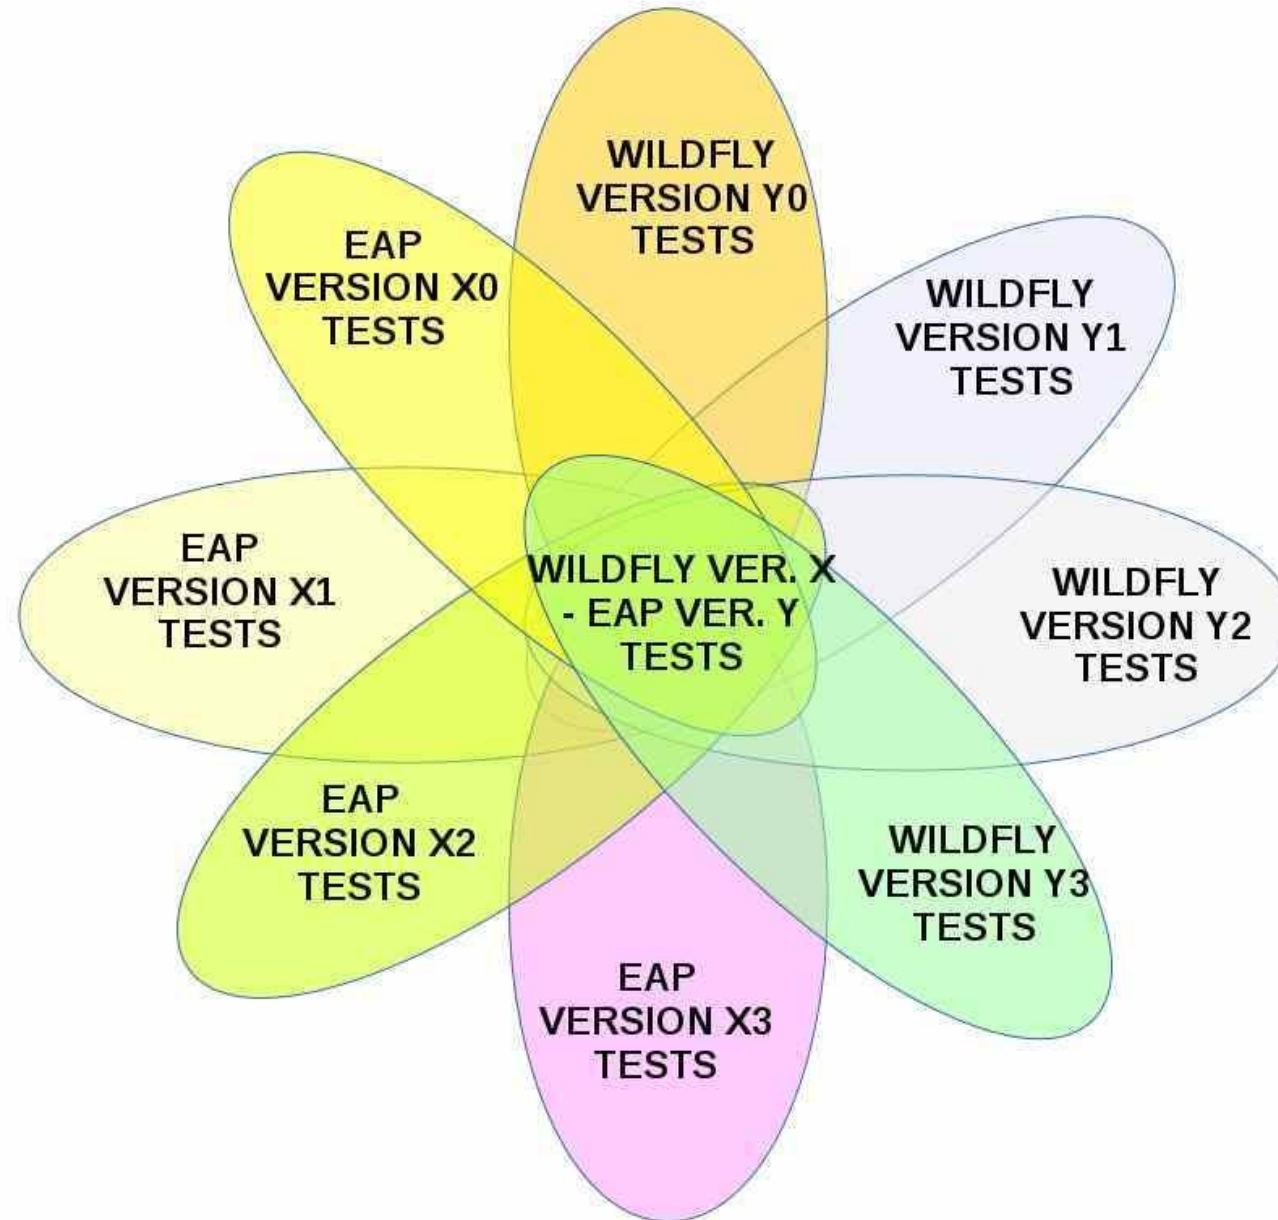 WILDFLY
VERSION Y0
TESTS
EAP
VERSION X0
TESTS
WILDFLY
VERSION Y1
TESTS
EAP
VERSION X1
TESTS
WILDFLY VER. X
- EAP VER. Y
TESTS
WILDFLY
VERSION Y2
TESTS
EAP
VERSION X2
TESTS
WILDFLY
VERSION Y3
TESTS
EAP
VERSION X3
TESTS